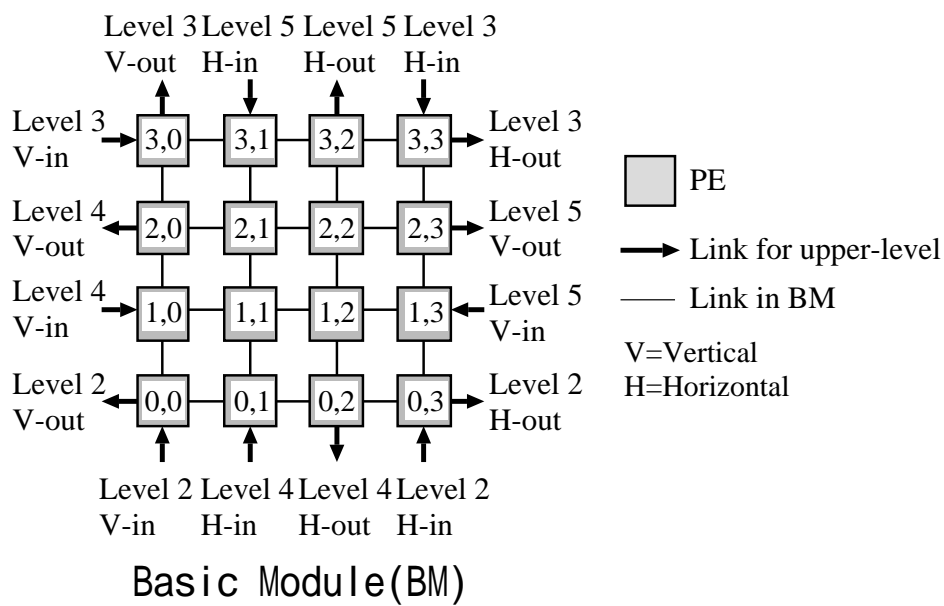 Level 3 Level 5 Level 5 Level 3
V-out H-in H-out H-in
Level 3
V-in
3,0 3,1 3,2 3,3
Level 3
H-out
PE
Level 4
V-out
2,0 2,1 2,2 2,3
Level 5
V-out
Link for upper-level
Level 4
V-in
1,0 1,1 1,2 1,3
Level 5
V-in
Link in BM
V=Vertical
H=Horizontal
Level 2
V-out
0,0 0,1 0,2 0,3
Level 2
H-out
Level 2 Level 4 Level 4 Level 2
V-in H-in H-out H-in
Basic Module(BM)